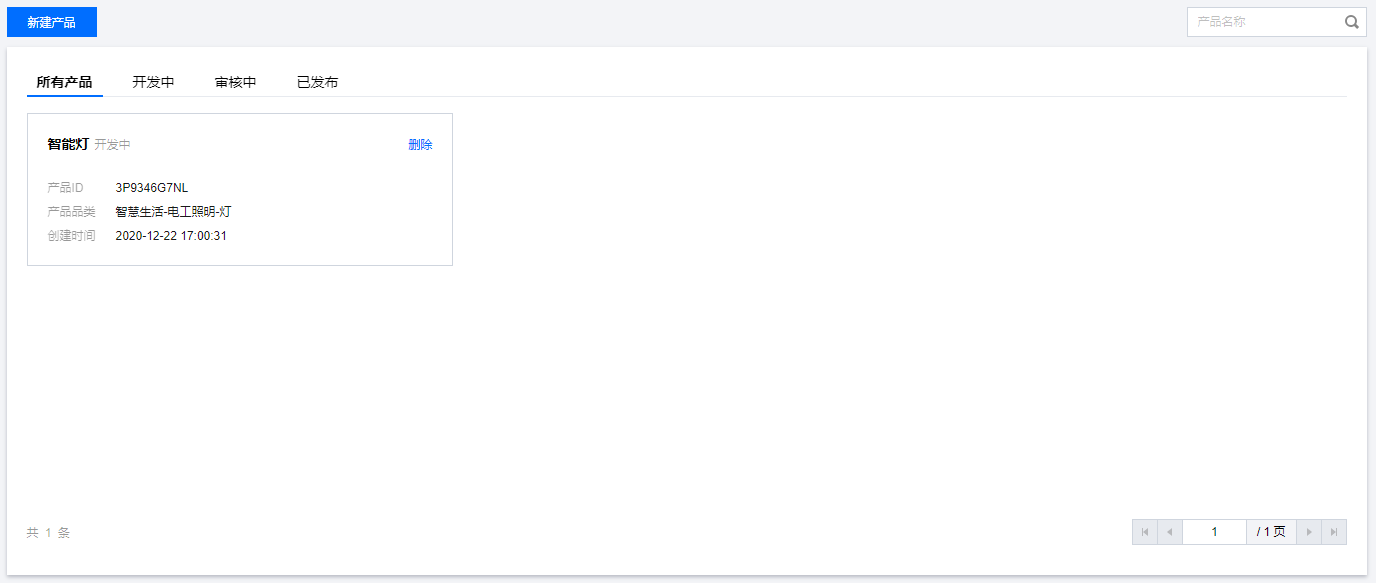 新建产品
产品名称
所有产品 开发中 审核中 已发布
智能灯 开发中 删除
产品ID 3P9346G7NL
产品品类 智慧生活-电工照明-灯
创建时间 2020-12-22 17:00:31
共 1 条
1 / 1 页